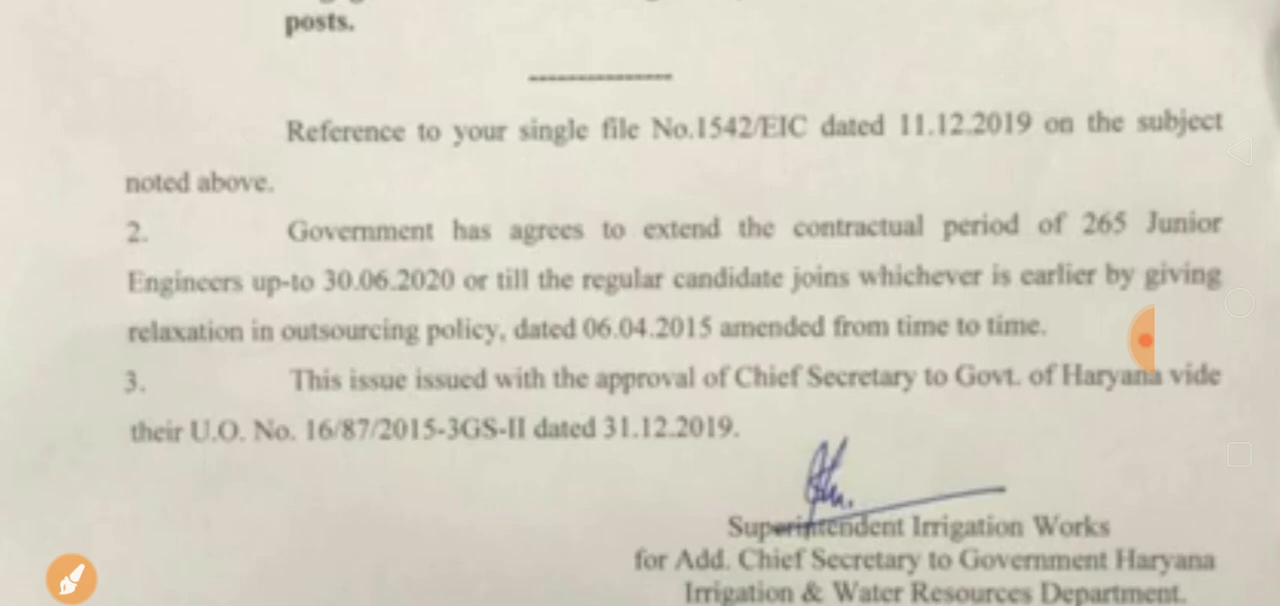 posts.
---------------
Reference to your single file No.1542/EIC dated 11.12.2019 on the subject
noted above.
2. Government has agrees to extend the contractual period of 265 Junior
Engineers up-to 30.06.2020 or till the regular candidate joins whichever is earlier by giving
relaxation in outsourcing policy, dated 06.04.2015 amended from time to time.
3. This issue issued with the approval of Chief Secretary to Govt. of Haryana vide
their U.O. No. 16/87/2015-3GS-II dated 31.12.2019.
Superintendent Irrigation Works
for Add. Chief Secretary to Government Haryana
Irrigation & Water Resources Department.